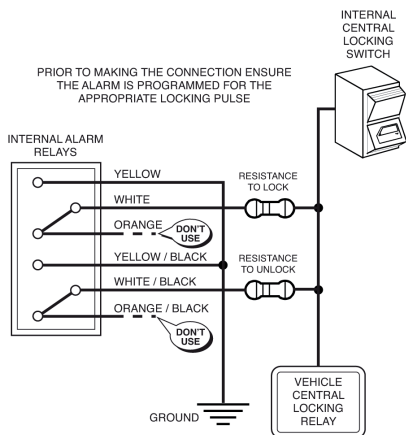 INTERNAL
CENTRAL
LOCKING
SWITCH
PRIOR TO MAKING THE CONNECTION ENSURE
THE ALARM IS PROGRAMMED FOR THE
APPROPRIATE LOCKING PULSE
INTERNAL ALARM
RELAYS
YELLOW
WHITE
ORANGE
DON'T
USE
YELLOW / BLACK
WHITE / BLACK
ORANGE / BLACK
DON'T
USE
RESISTANCE
TO LOCK
RESISTANCE
TO UNLOCK
GROUND
VEHICLE
CENTRAL
LOCKING
RELAY